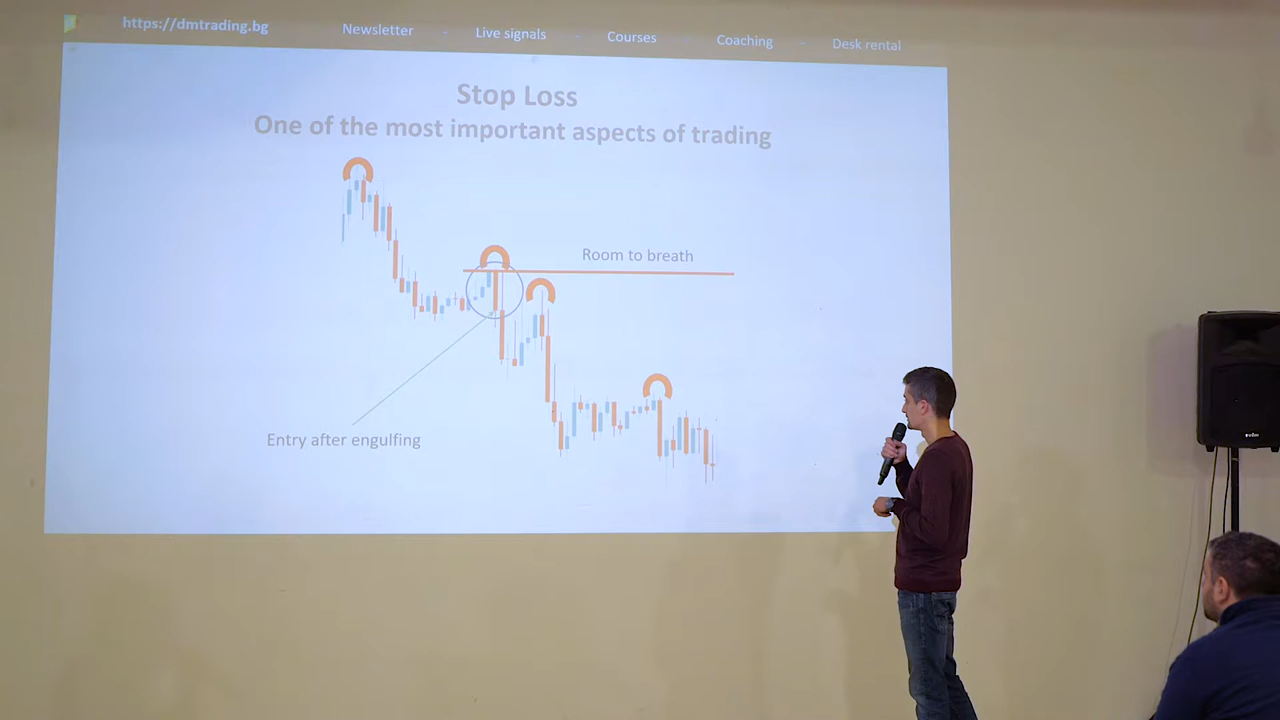 https://dmtrading.bg Newsletter - Live signals - Courses Coaching - Desk rental
Stop Loss
One of the most important aspects of trading
Room to breath
Entry after engulfing